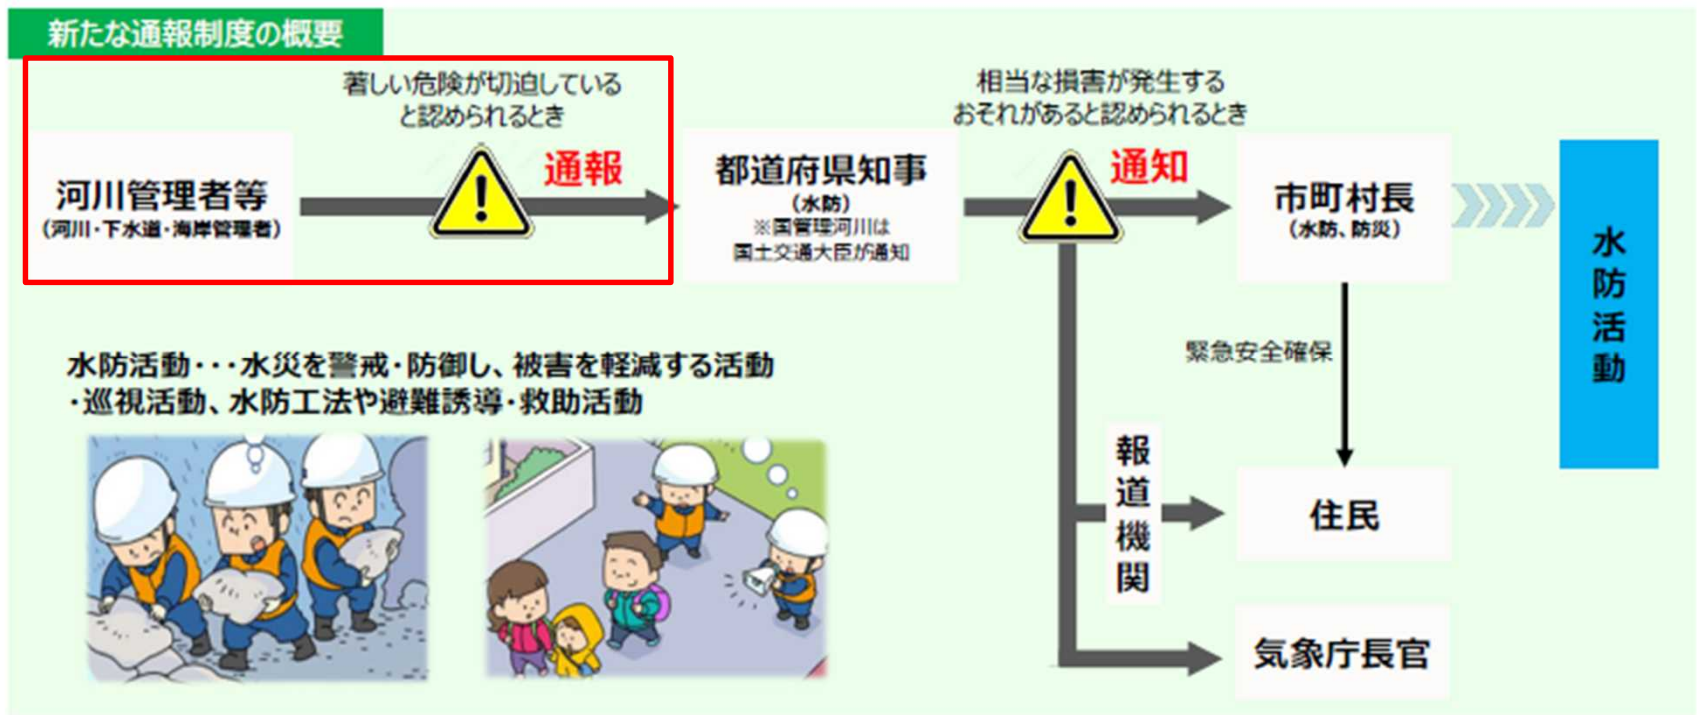 新たな通報制度の概要
著しい危険が切迫している
と認められるとき
通報
河川管理者等
(河川・下水道・海岸管理者)
都道府県知事
(水防)
※国管理河川は
国土交通大臣が通知
相当な損害が発生する
おそれがあると認められるとき
通知
市町村長
(水防、防災)
水防活動
緊急安全確保
報道機関
住民
気象庁長官
水防活動・・・水災を警戒・防御し、被害を軽減する活動
・巡視活動、水防工法や避難誘導・救助活動